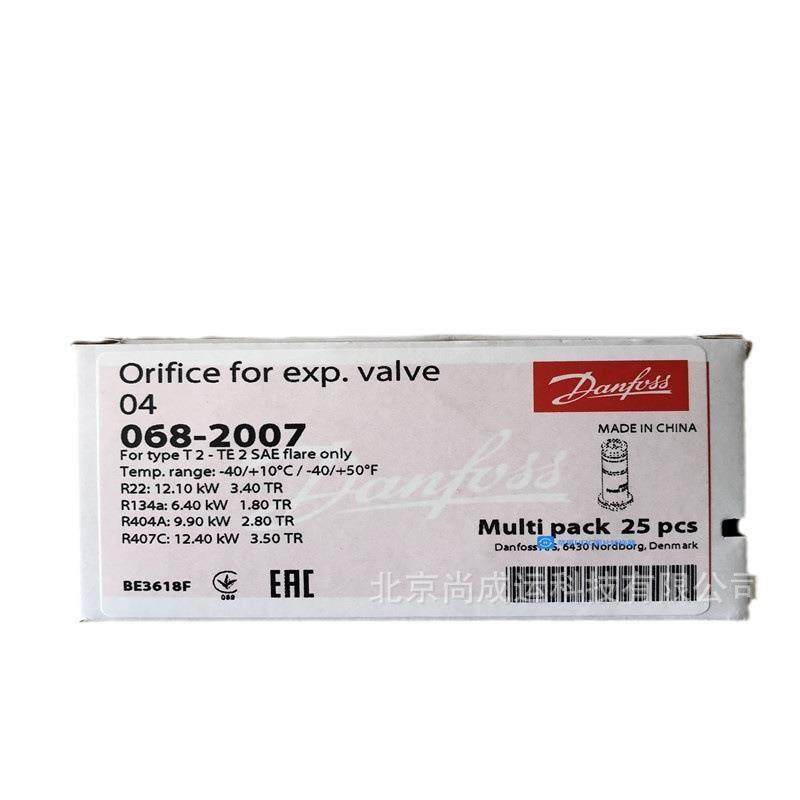 Orifice for exp. valve
04
068-2007
For type T 2 - TE 2 SAE flare only
Temp. range: -40/+10°C / -40/+50°F
R22: 12.10 kW 3.40 TR
R134a: 6.40 kW 1.80 TR
R404A: 9.90 kW 2.80 TR
R407C: 12.40 kW 3.50 TR
BE3618F
089
EAC
Danfoss
Danfoss
MADE IN CHINA
Multi pack 25 pcs
Danfoss A/S, 6430 Nordborg, Denmark
北京尚成运科技有限公司